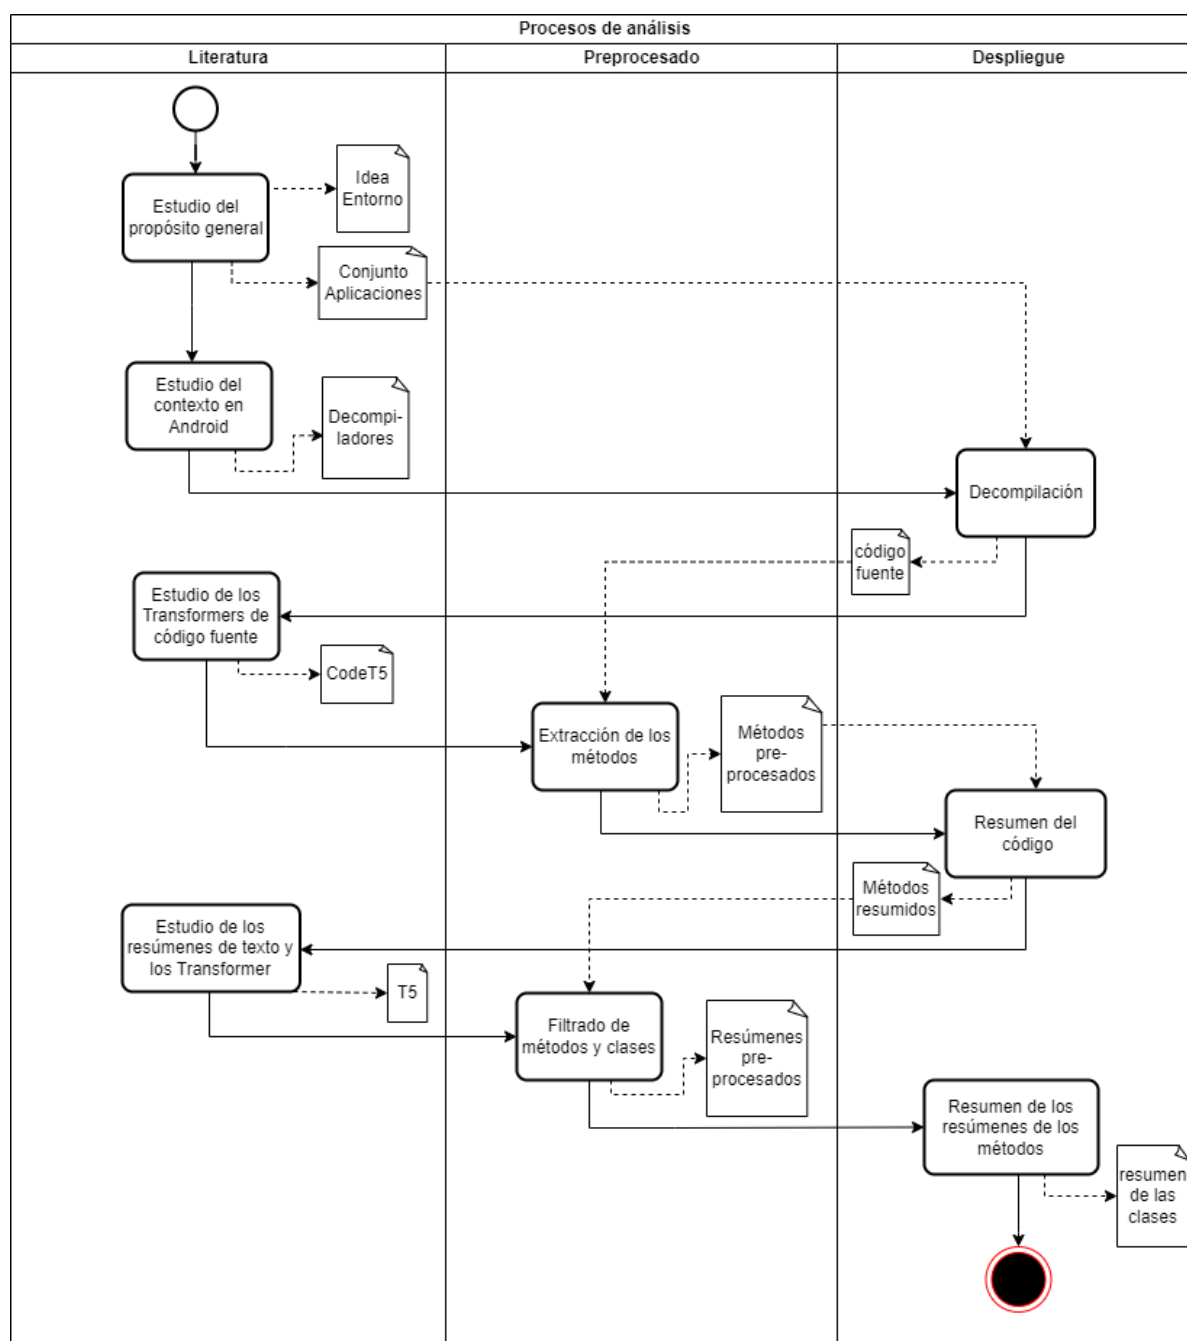 Procesos de análisis
Literatura
Preprocesado
Despliegue
Idea
Entorno
Estudio del
propósito general
Conjunto
Aplicaciones
Estudio del
contexto en
Android
Decompi-
ladores
Decompilación
código
fuente
Estudio de los
Transformers de
código fuente
CodeT5
Extracción de los
métodos
Métodos
pre-
procesados
Resumen del
código
Métodos
resumidos
Estudio de los
resúmenes de texto y
los Transformer
T5
Filtrado de
métodos y clases
Resúmenes
pre-
procesados
Resumen de los
resúmenes de los
métodos
resumen
de las
clases